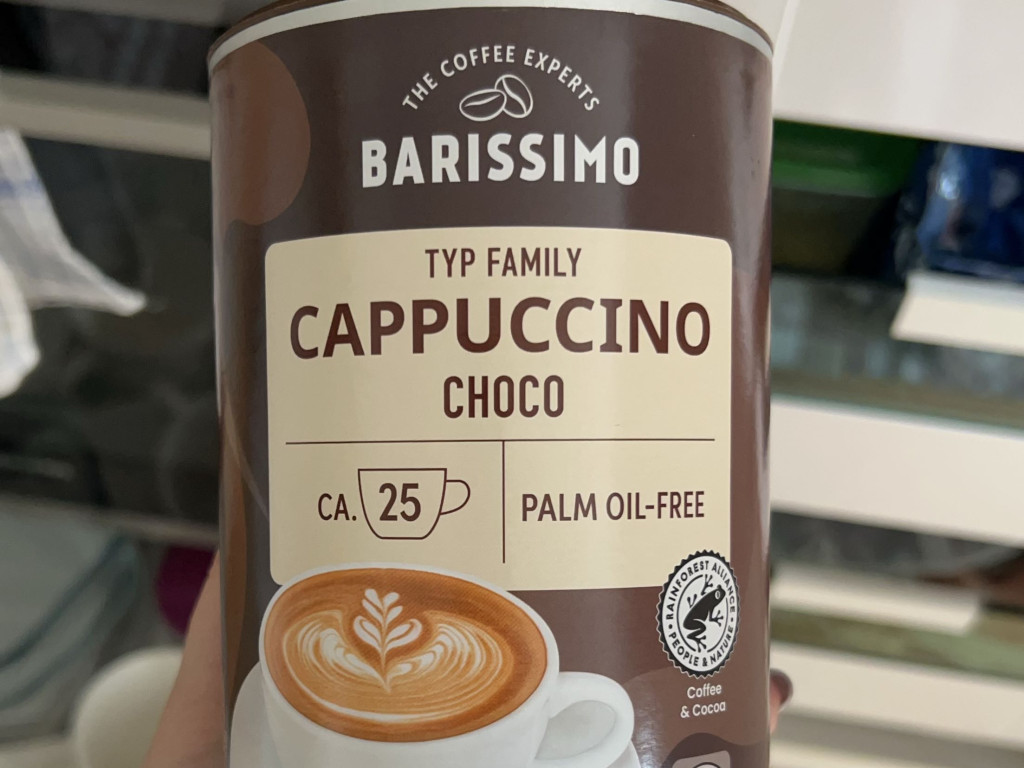 THE COFFEE EXPERTS
BARISSIMO
TYP FAMILY
CAPPUCCINO
CHOCO
CA. 25
PALM OIL-FREE
RAINFOREST ALLIANCE
PEOPLE & NATURE
Coffee
& Cocoa